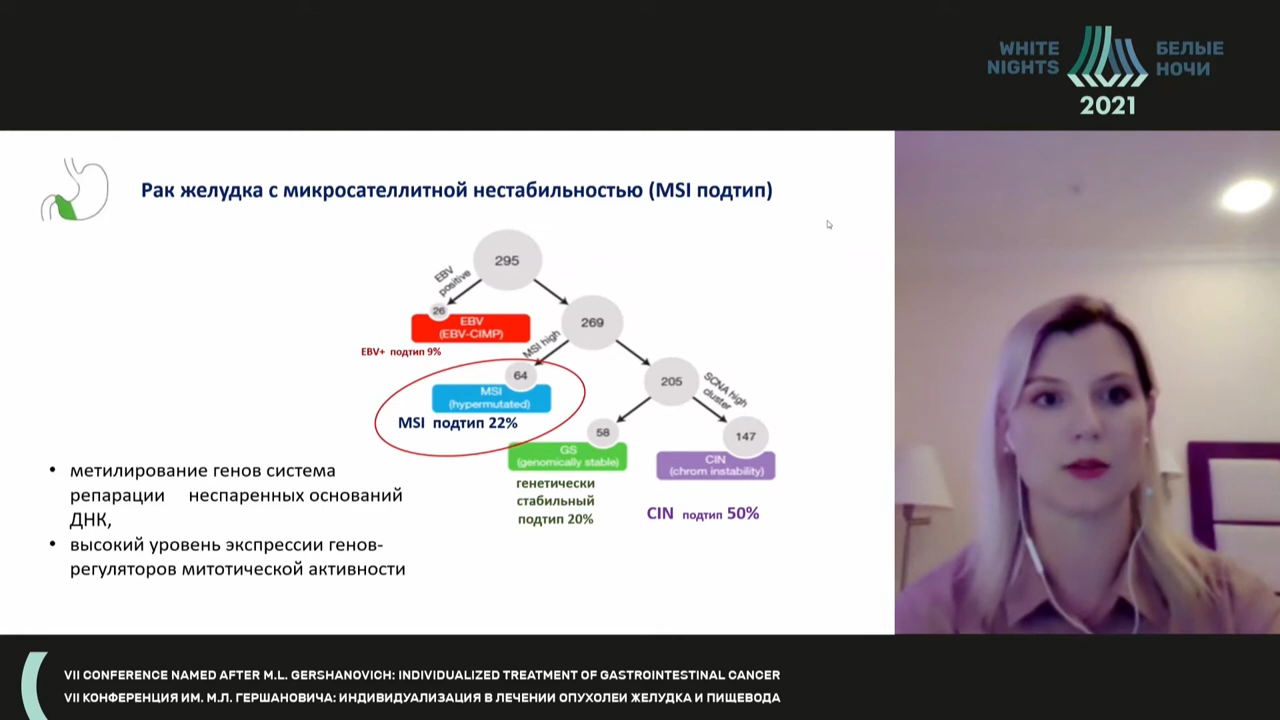 WHITE
NIGHTS
БЕЛЫЕ
НОЧИ
2021
Рак желудка с микросателлитной нестабильностью (MSI подтип)
295
EBV
positive
26
EBV
(EBV-CIMP)
EBV+ подтип 9%
269
MSI high
64
MSI
(hypermutated)
MSI подтип 22%
205
SCNA high
cluster
58
GS
(genomically stable)
генетически
стабильный
подтип 20%
147
CIN
(chrom instability)
CIN подтип 50%
• метилирование генов система
репарации неспаренных оснований
ДНК,
• высокий уровень экспрессии генов-
регуляторов митотической активности
VII CONFERENCE NAMED AFTER M.L. GERSHANOVICH: INDIVIDUALIZED TREATMENT OF GASTROINTESTINAL CANCER
VII КОНФЕРЕНЦИЯ ИМ. М.Л. ГЕРШАНОВИЧА: ИНДИВИДУАЛИЗАЦИЯ В ЛЕЧЕНИИ ОПУХОЛЕЙ ЖЕЛУДКА И ПИЩЕВОДА